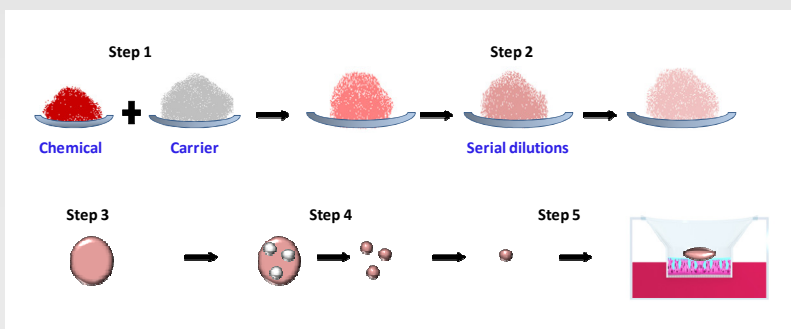 Step 1
Step 2
Chemical
Carrier
Serial dilutions
Step 3
Step 4
Step 5